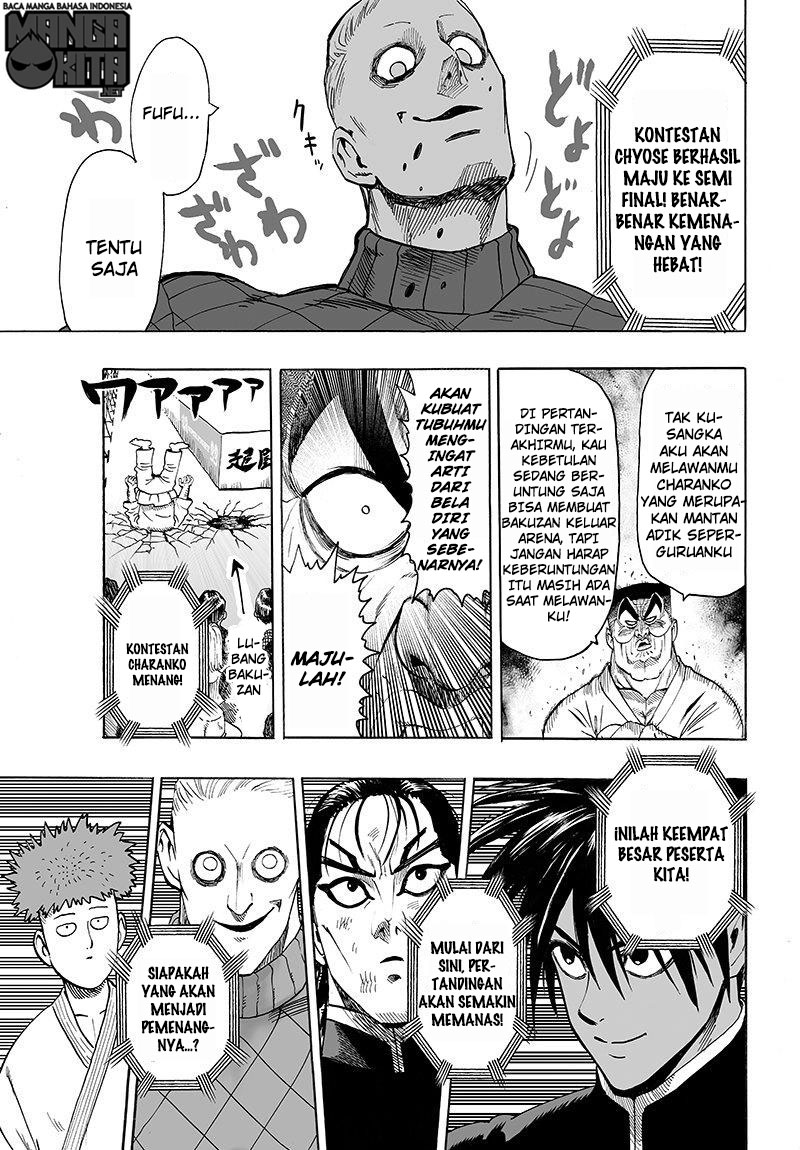 BACA MANGA BAHASA INDONESIA
MANGA
KITA
.NET
KONTESTAN
CHYOSE BERHASIL
MAJU KE SEMI
FINAL! BENAR-
BENAR KEMENA-
NGAN YANG
HEBAT!
どよ
どよ
クキッ
FUFU...
TENTU
SAJA
ざわ
ざわ
わ
TAK KU-
SANGKA
AKU AKAN
MELAWANMU
CHARANKO
YANG MERUPA-
KAN MANTAN
ADIK SEPER-
GURUANKU
DI PERTAN-
DINGAN TER-
AKHIRMU, KAU
KEBETULAN
SEDANG BER-
UNTUNG SAJA
BISA MEMBUAT
BAKUZAN KELUAR
ARENA, TAPI
JANGAN HARAP
KEBERUNTUNGAN
ITU MASIH ADA
SAAT MELAWAN-
KU!
AKAN
KUBUAT
TUBUHMU
MENG-
INGAT
ARTI
DARI
BELA
DIRI
YANG
SEBE-
NARNYA!
MAJU-
LAH!
ワアアアアア
超
LU-
BANG
BAKU-
ZAN
KONTESTAN
CHARANKO
MENANG!
INILAH KEEMPAT
BESAR PESERTA
KITA!
MULAI DARI
SINI, PER-
TANDINGAN
AKAN SEMAKIN
MEMANAS!
SIAPAKAH
YANG AKAN
MENJADI
PEMENANG-
NYA...?